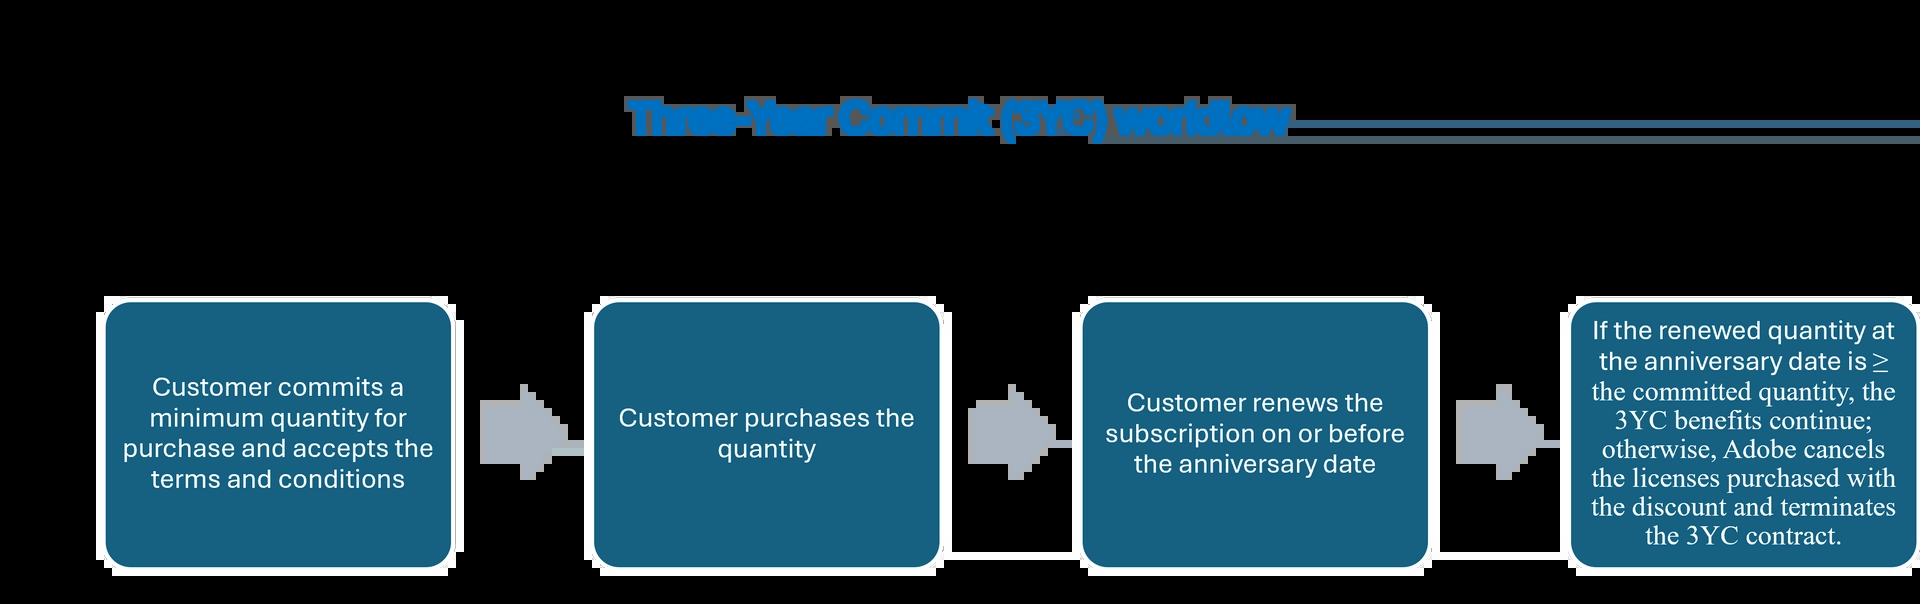 Three-Year Commit (3YC) workflow
Customer commits a
minimum quantity for
purchase and accepts the
terms and conditions
Customer purchases the
quantity
Customer renews the
subscription on or before
the anniversary date
If the renewed quantity at
the anniversary date is ≥
the committed quantity, the
3YC benefits continue;
otherwise, Adobe cancels
the licenses purchased with
the discount and terminates
the 3YC contract.